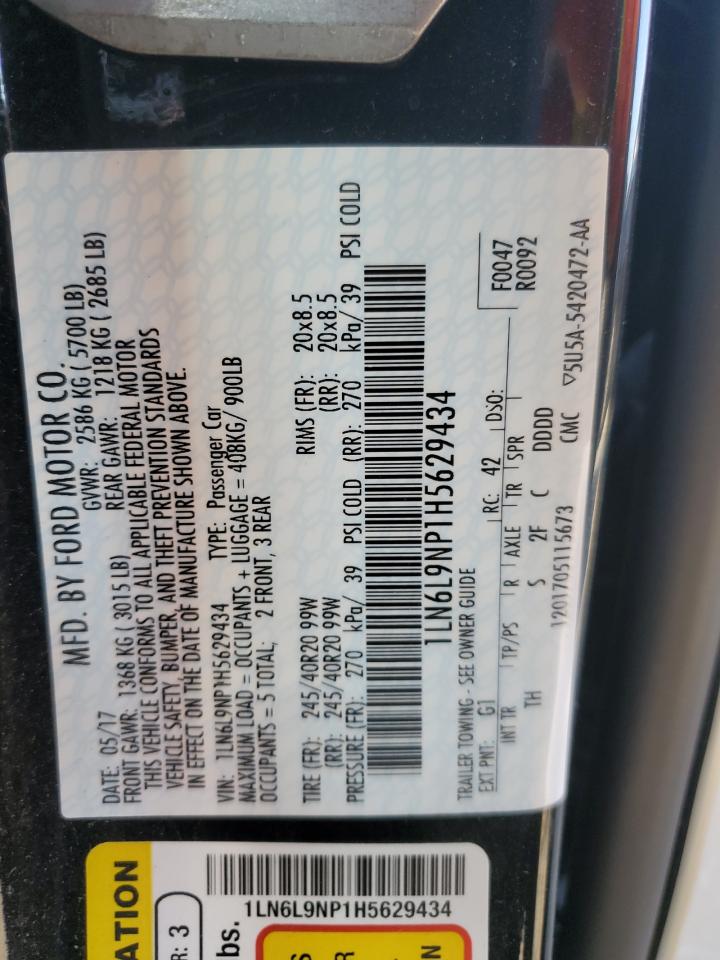 MFD. BY FORD MOTOR CO.
DATE: 05/17 GVWR: 2586 KG ( 5700 LB)
FRONT GAWR: 1368 KG ( 3015 LB) REAR GAWR: 1218 KG ( 2685 LB)
THIS VEHICLE CONFORMS TO ALL APPLICABLE FEDERAL MOTOR
VEHICLE SAFETY, BUMPER, AND THEFT PREVENTION STANDARDS
IN EFFECT ON THE DATE OF MANUFACTURE SHOWN ABOVE.
VIN: 1LN6L9NP1H5629434 TYPE: Passenger Car
MAXIMUM LOAD = OCCUPANTS + LUGGAGE = 408KG/ 900LB
OCCUPANTS = 5 TOTAL: 2 FRONT, 3 REAR
TIRE (FR): 245/40R20 99W RIMS (FR): 20x8.5
(RR): 245/40R20 99W (RR): 20x8.5
PRESSURE (FR): 270 kPa/ 39 PSI COLD (RR): 270 kPa/ 39 PSI COLD
1LN6L9NP1H5629434
TRAILER TOWING - SEE OWNER GUIDE
EXT PNT: G1 RC: 42 DSO: F0047
INT TR TP/PS R AXLE TR SPR R0092
TH S 2F C DDDD
1201705115673 CMC ▽5U5A-5420472-AA
ATION
R: 3
bs.
1LN6L9NP1H5629434
S
R
N